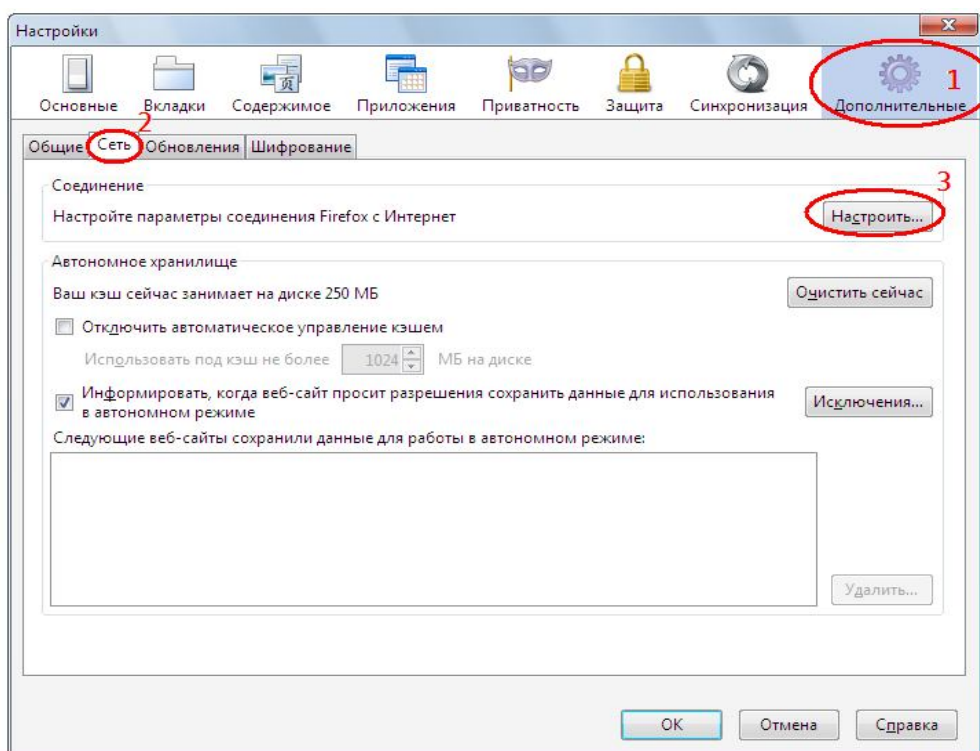 Настройки
Основные Вкладки Содержимое Приложения Приватность Защита Синхронизация Дополнительные
1
2
Общие Сеть Обновления Шифрование
3
Соединение
Настройте параметры соединения Firefox с Интернет Настроить...
Автономное хранилище
Ваш кэш сейчас занимает на диске 250 МБ Очистить сейчас
Отключить автоматическое управление кэшем
Использовать под кэш не более 1024 МБ на диске
Информировать, когда веб-сайт просит разрешения сохранить данные для использования
в автономном режиме Исключения...
Следующие веб-сайты сохранили данные для работы в автономном режиме:
Удалить...
ОК Отмена Справка